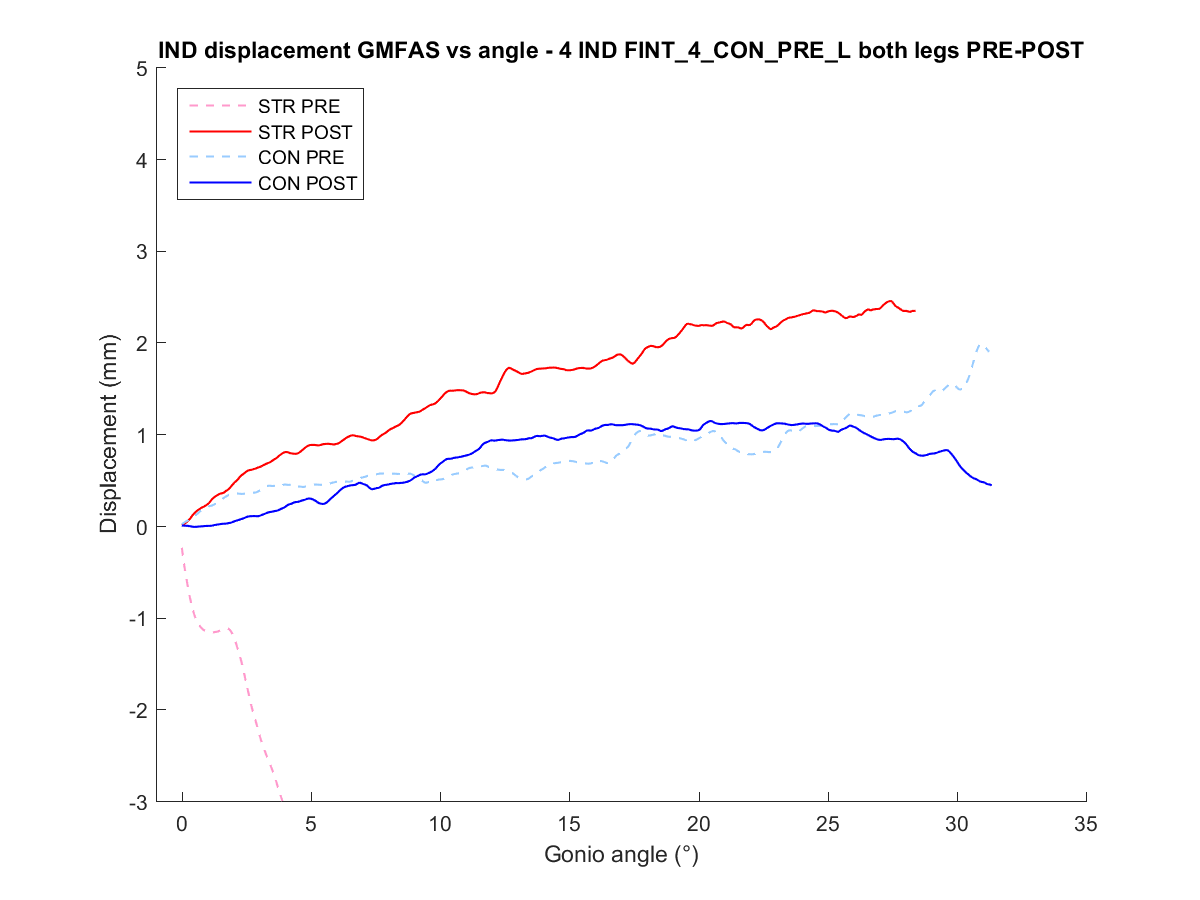 IND displacement GMFAS vs angle - 4 IND FINT_4_CON_PRE_L both legs PRE-POST
5
4
3
2
1
0
-1
-2
-3
STR PRE
STR POST
CON PRE
CON POST
Displacement (mm)
0 5 10 15 20 25 30 35
Gonio angle (°)